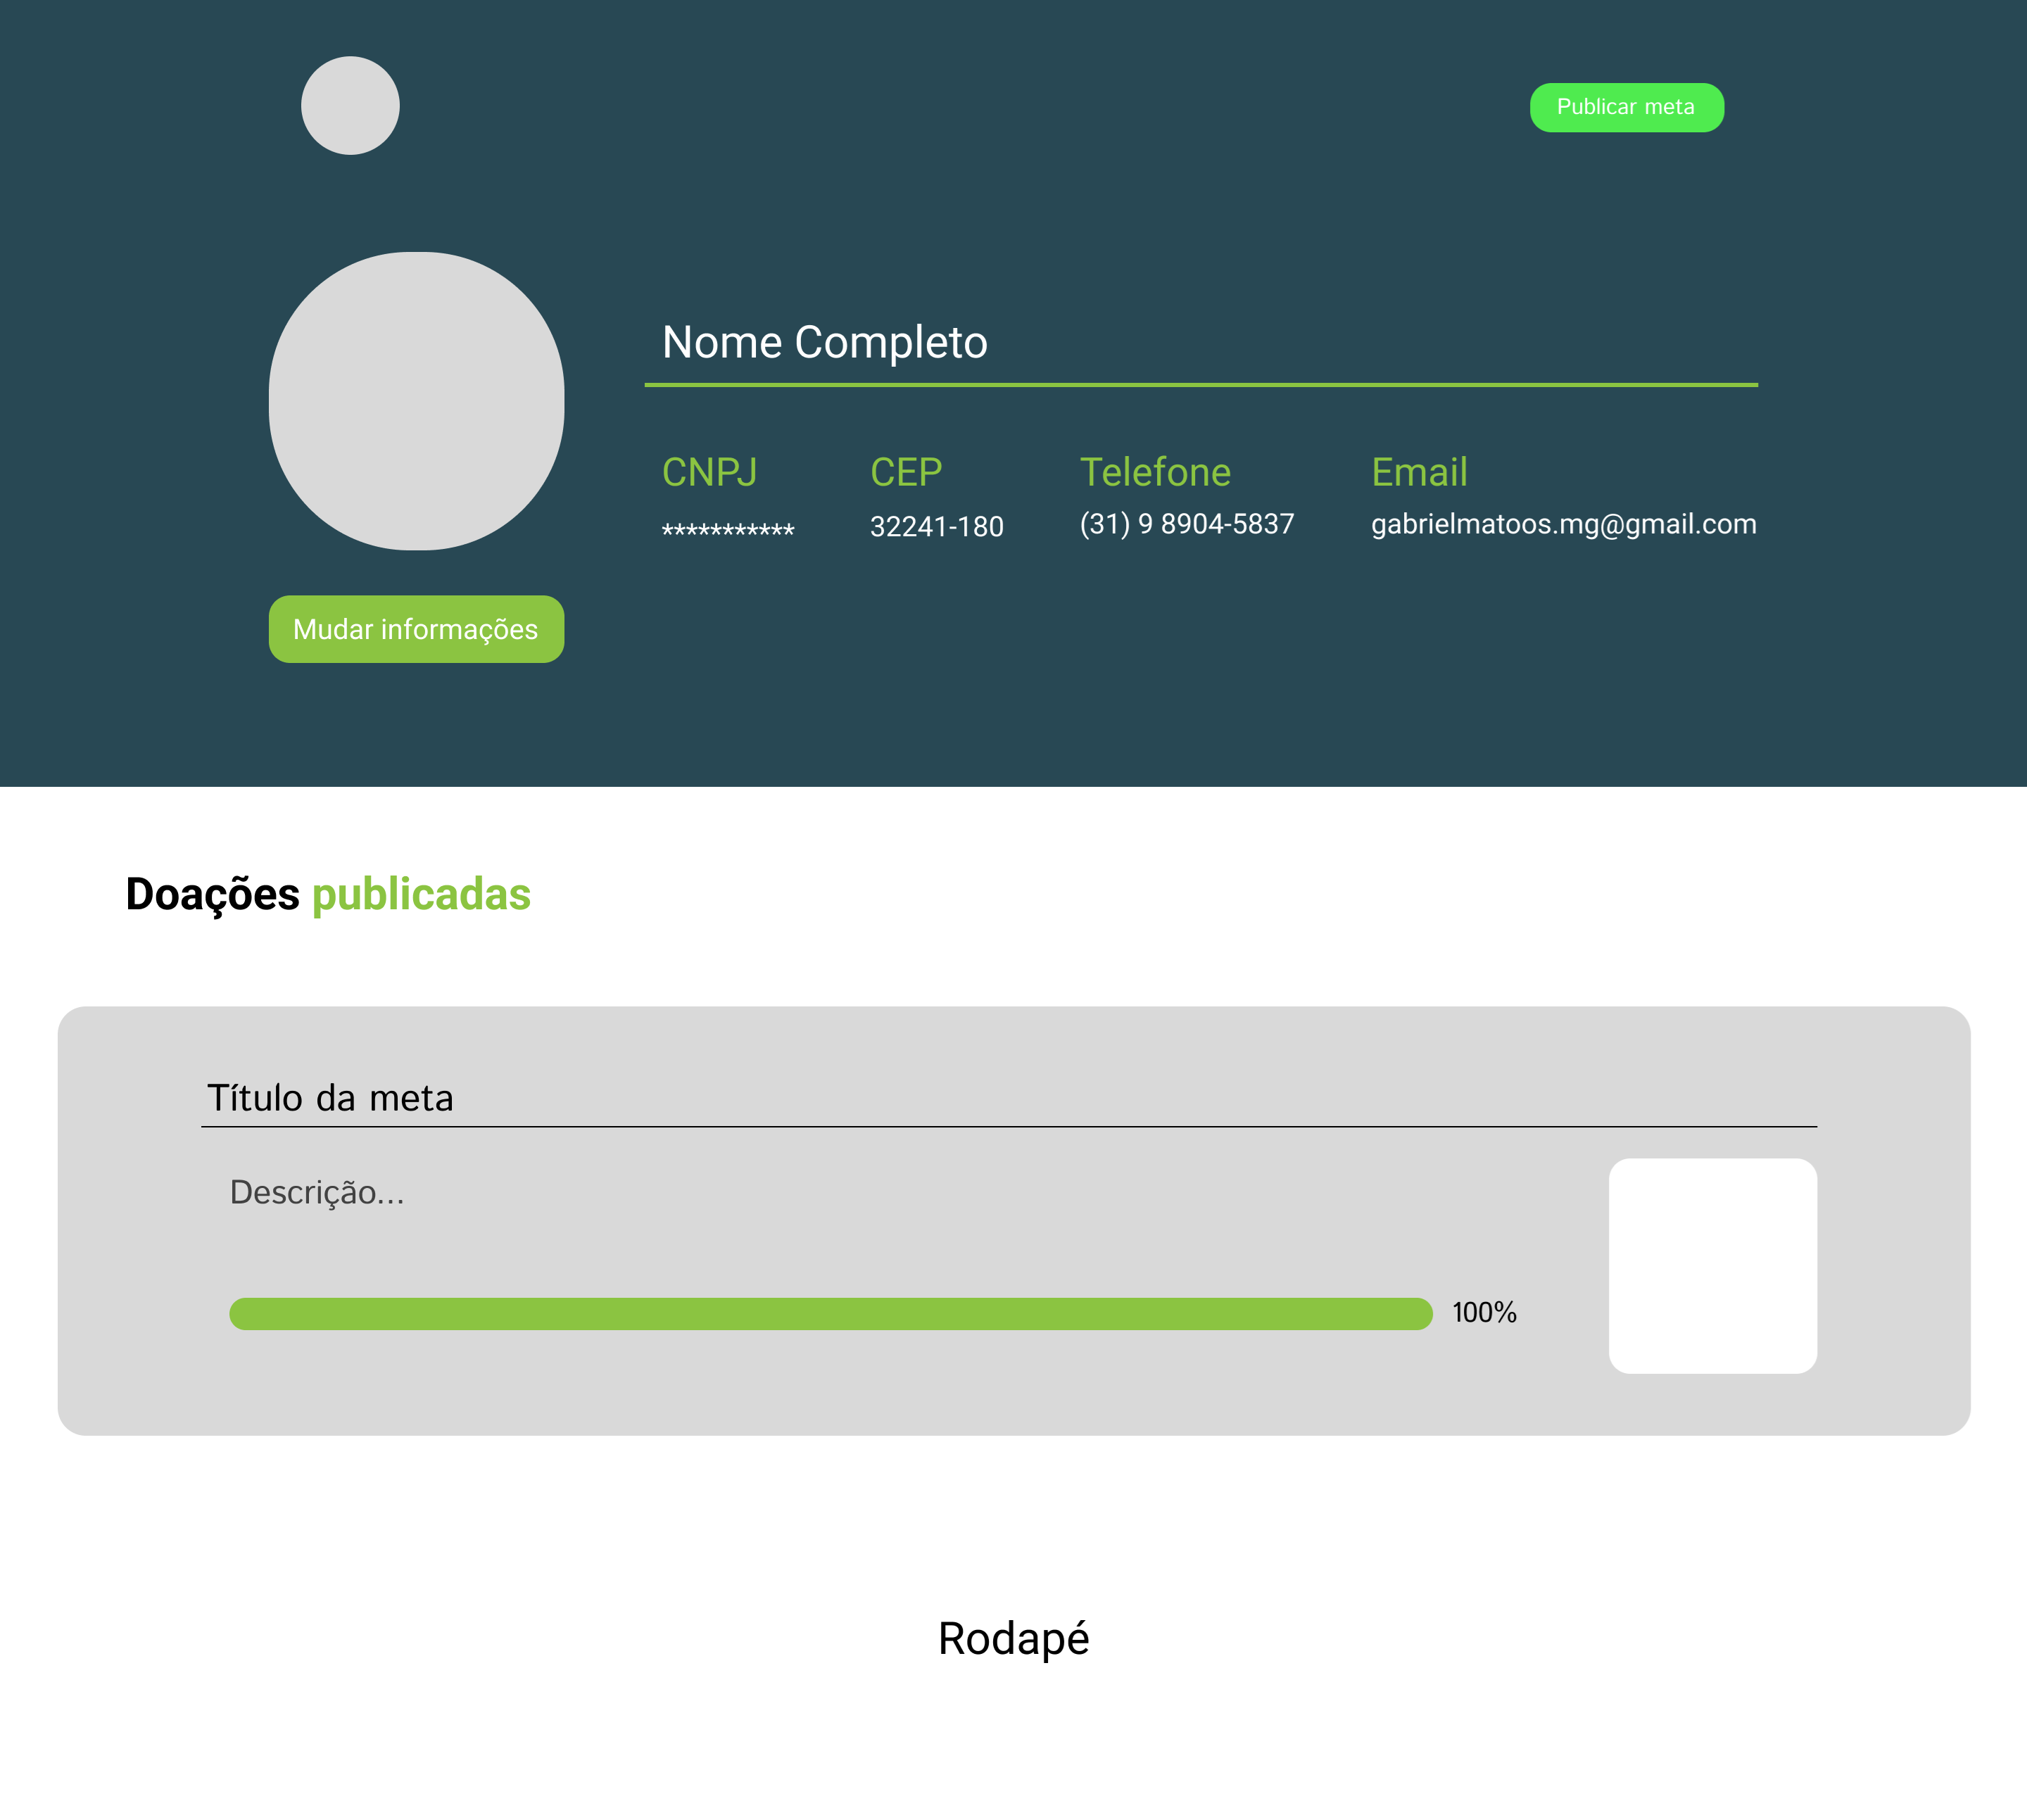 Publicar meta
Nome Completo
CNPJ CEP Telefone Email
*********** 32241-180 (31) 9 8904-5837 gabrielmatoos.mg@gmail.com
Mudar informações
Doações publicadas
Título da meta
Descrição...
100%
Rodapé